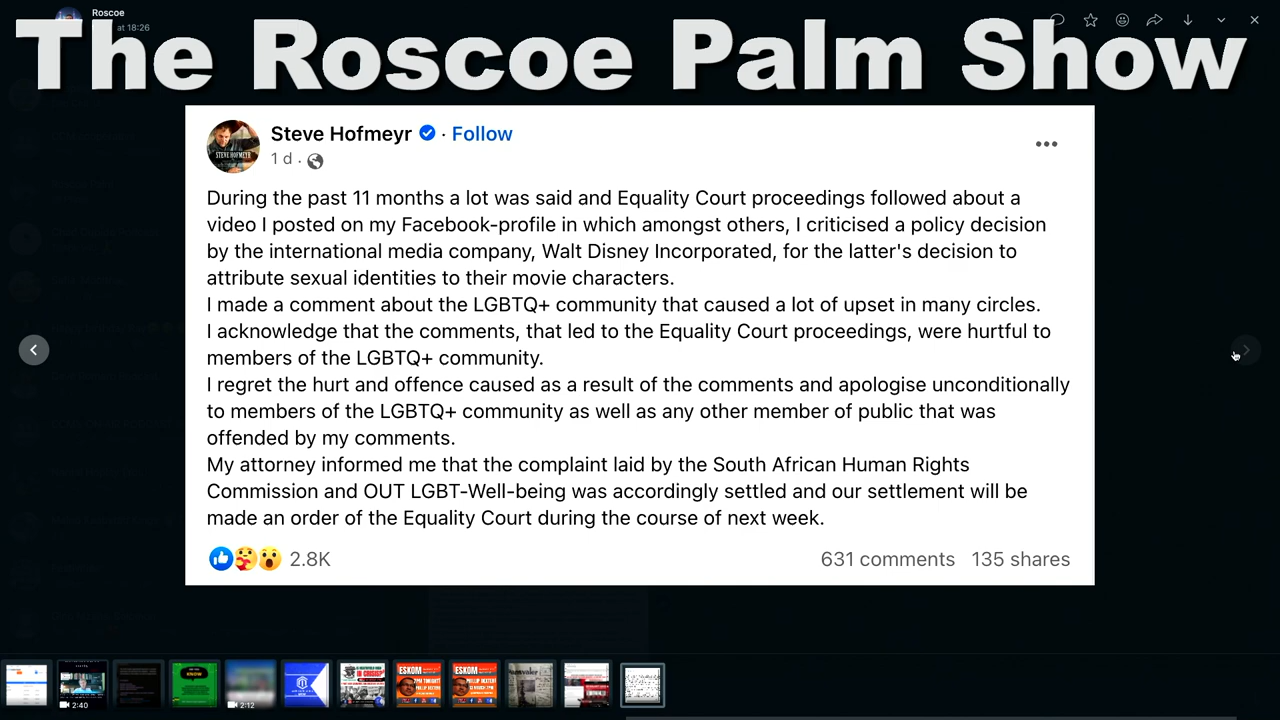 Roscoe
at 18:26
The Roscoe Palm Show
Steve Hofmeyr · Follow
1 d ·
During the past 11 months a lot was said and Equality Court proceedings followed about a
video I posted on my Facebook-profile in which amongst others, I criticised a policy decision
by the international media company, Walt Disney Incorporated, for the latter's decision to
attribute sexual identities to their movie characters.
I made a comment about the LGBTQ+ community that caused a lot of upset in many circles.
I acknowledge that the comments, that led to the Equality Court proceedings, were hurtful to
members of the LGBTQ+ community.
I regret the hurt and offence caused as a result of the comments and apologise unconditionally
to members of the LGBTQ+ community as well as any other member of public that was
offended by my comments.
My attorney informed me that the complaint laid by the South African Human Rights
Commission and OUT LGBT-Well-being was accordingly settled and our settlement will be
made an order of the Equality Court during the course of next week.
2.8K 631 comments 135 shares
KNOW
IN CRISIS?
ESKOM
ESKOM
2:40
2:12